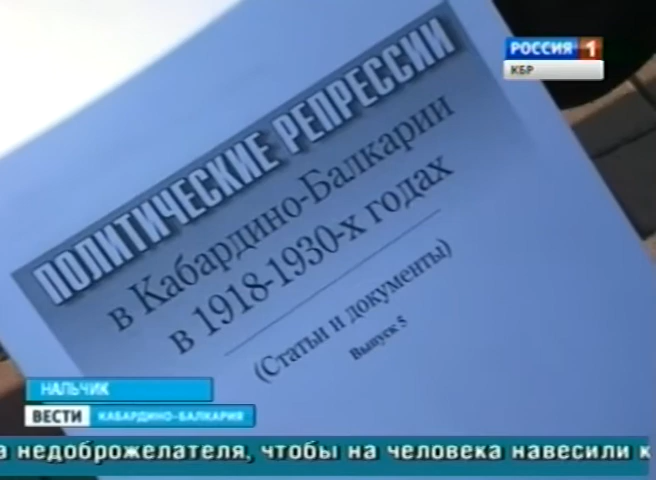 РОССИЯ 1
КБР
ПОЛИТИЧЕСКИЕ РЕПРЕССИИ
в Кабардино-Балкарии
в 1918-1930-х годах
(Статьи и документы)
Выпуск 5
НАЛЬЧИК
ВЕСТИ КАБАРДИНО-БАЛКАРИЯ
а недоброжелателя, чтобы на человека навесили к